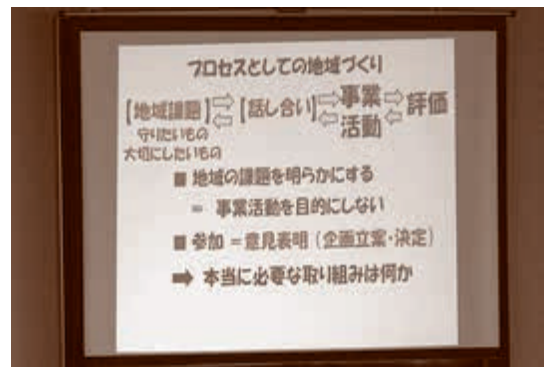 プロセスとしての地域づくり
【地域課題】⇨⇦【話し合い】⇨⇦事業活動⇨⇦評価
守りたいもの
大切にしたいもの
■ 地域の課題を明らかにする
= 事業活動を目的にしない
■ 参加=意見表明(企画立案・決定)
➡ 本当に必要な取り組みは何か